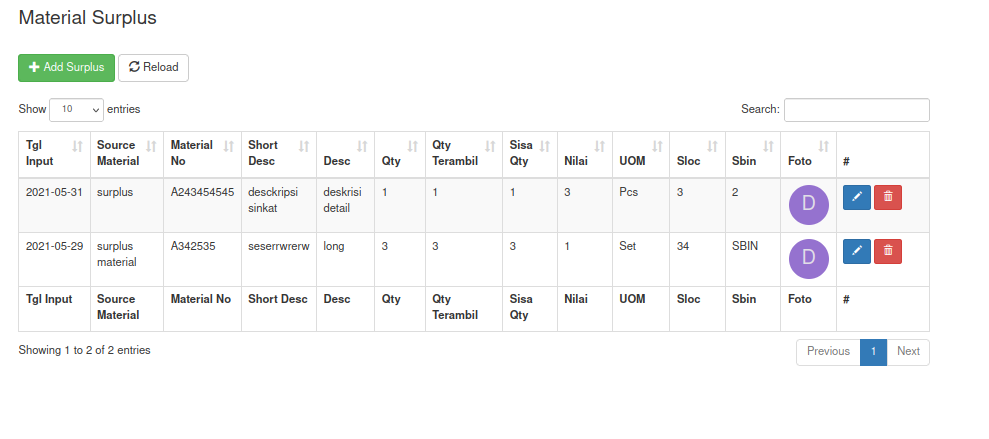 Material Surplus
Add Surplus Reload
Show 10 entries Search:
Tgl Input Source Material Material No Short Desc Desc Qty Qty Terambil Sisa Qty Nilai UOM Sloc Sbin Foto #
2021-05-31 surplus A243454545 desckripsi sinkat deskrisi detail 1 1 1 3 Pcs 3 2 D
2021-05-29 surplus material A342535 seserrwrerw long 3 3 3 1 Set 34 SBIN D
Tgl Input Source Material Material No Short Desc Desc Qty Qty Terambil Sisa Qty Nilai UOM Sloc Sbin Foto #
Showing 1 to 2 of 2 entries Previous 1 Next